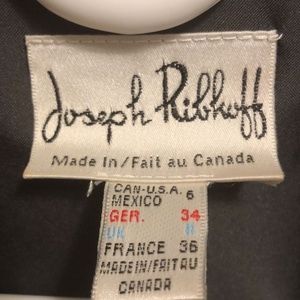 Joseph Ribkoff
Made in/Fait au Canada
CAN-U.S.A. 6
MEXICO
GER. 34
UK 8
FRANCE 36
MADE IN/FAIT AU
CANADA